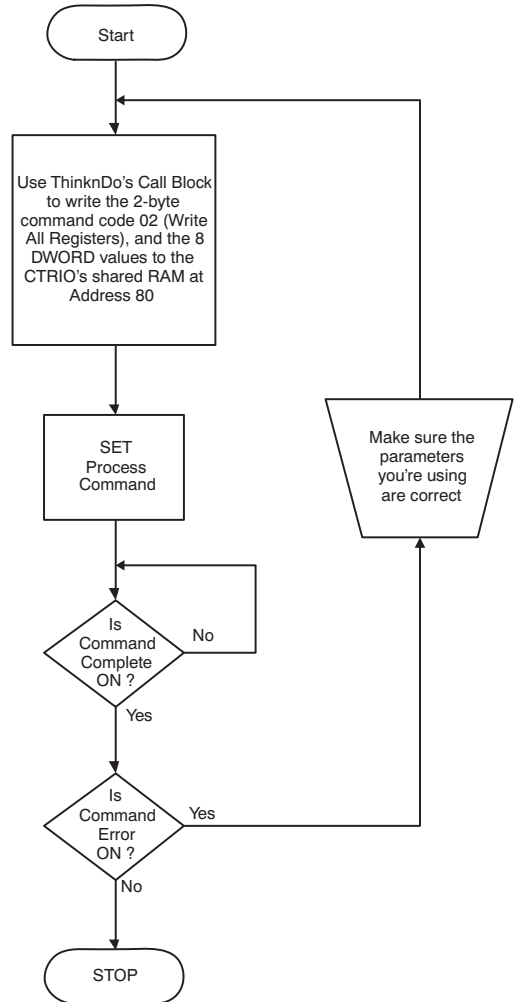 Start
Use ThinknDo's Call Block
to write the 2-byte
command code 02 (Write
All Registers), and the 8
DWORD values to the
CTRIO's shared RAM at
Address 80
SET
Process
Command
Make sure the
parameters
you're using
are correct
Is
Command
Complete
ON ?
No
Yes
Is
Command
Error
ON ?
Yes
No
STOP